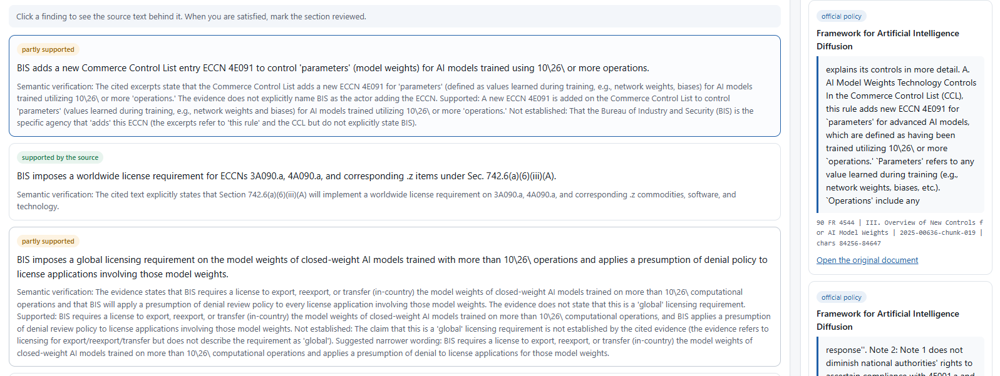 Click a finding to see the source text behind it. When you are satisfied, mark the section reviewed.
partly supported
BIS adds a new Commerce Control List entry ECCN 4E091 to control 'parameters' (model weights) for AI models trained using 10\26\ or more operations.
Semantic verification: The cited excerpts state that the Commerce Control List adds a new ECCN 4E091 for 'parameters' (defined as values learned during training, e.g., network weights, biases) for AI models
trained utilizing 10\26\ or more 'operations.' The evidence does not explicitly name BIS as the actor adding the ECCN. Supported: A new ECCN 4E091 is added on the Commerce Control List to control
'parameters' (values learned during training, e.g., network weights and biases) for AI models trained utilizing 10\26\ or more 'operations.' Not established: That the Bureau of Industry and Security (BIS) is the
specific agency that 'adds' this ECCN (the excerpts refer to 'this rule' and the CCL but do not explicitly state BIS).
supported by the source
BIS imposes a worldwide license requirement for ECCNs 3A090.a, 4A090.a, and corresponding .z items under Sec. 742.6(a)(6)(iii)(A).
Semantic verification: The cited text explicitly states that Section 742.6(a)(6)(iii)(A) will implement a worldwide license requirement on 3A090.a, 4A090.a, and corresponding .z commodities, software, and
technology.
partly supported
BIS imposes a global licensing requirement on the model weights of closed-weight AI models trained with more than 10\26\ operations and applies a presumption of denial policy to
license applications involving those model weights.
Semantic verification: The evidence states that BIS requires a license to export, reexport, or transfer (in-country) the model weights of closed-weight AI models trained on more than 10\26\ computational
operations and that BIS will apply a presumption of denial review policy to every license application involving those model weights. The evidence does not state that this is a 'global' licensing requirement.
Supported: BIS requires a license to export, reexport, or transfer (in-country) the model weights of closed-weight AI models trained on more than 10\26\ computational operations, and BIS applies a presumption
of denial review policy to license applications involving those model weights. Not established: The claim that this is a 'global' licensing requirement is not established by the cited evidence (the evidence refers to
licensing for export/reexport/transfer but does not describe the requirement as 'global'). Suggested narrower wording: BIS requires a license to export, reexport, or transfer (in-country) the model weights of
closed-weight AI models trained on more than 10\26\ computational operations and applies a presumption of denial to license applications for those model weights.
official policy
Framework for Artificial Intelligence
Diffusion
explains its controls in more detail. A.
AI Model Weights Technology Controls
In the Commerce Control List (CCL),
this rule adds new ECCN 4E091 for
`parameters' for advanced AI models,
which are defined as having been
trained utilizing 10\26\ or more
`operations.' `Parameters' refers to any
value learned during training (e.g.,
network weights, biases, etc.).
`Operations' include any
90 FR 4544 | III. Overview of New Controls f
or AI Model Weights | 2025-00636-chunk-019 |
chars 84256-84647
Open the original document
official policy
Framework for Artificial Intelligence
Diffusion
response''. Note 2: Note 1 does not
diminish national authorities' rights to
ascertain compliance with 4E091.a and